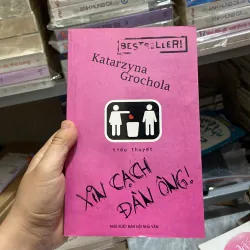 BESTSELLER!
Katarzyna
Grochola
tiểu thuyết
XIN CẠCH
ĐÀN ÔNG!
NHÀ XUẤT BẢN HỘI NHÀ VĂN